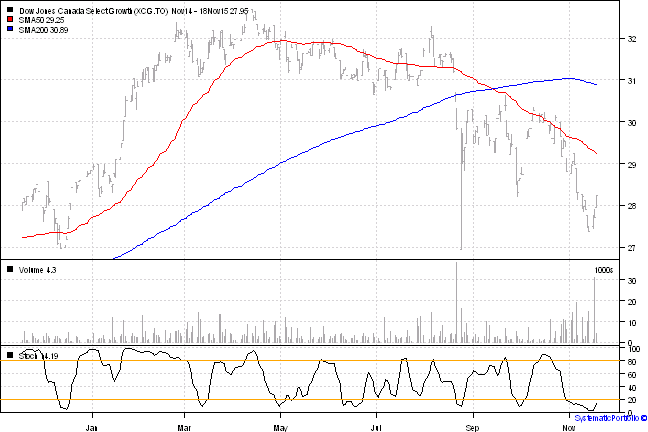 Dow Jones Canada Select Growth (XCG.TO) Nov14 - 18Nov15 27.95
SMA50 29.25
SMA200 30.89
32
31
30
29
28
27
Volume 4.3
1000s
30
20
10
0
Stoch 14.19
100
80
60
40
20
0
Jan Mar May Jul Sep Nov
SystematicPortfolio ©